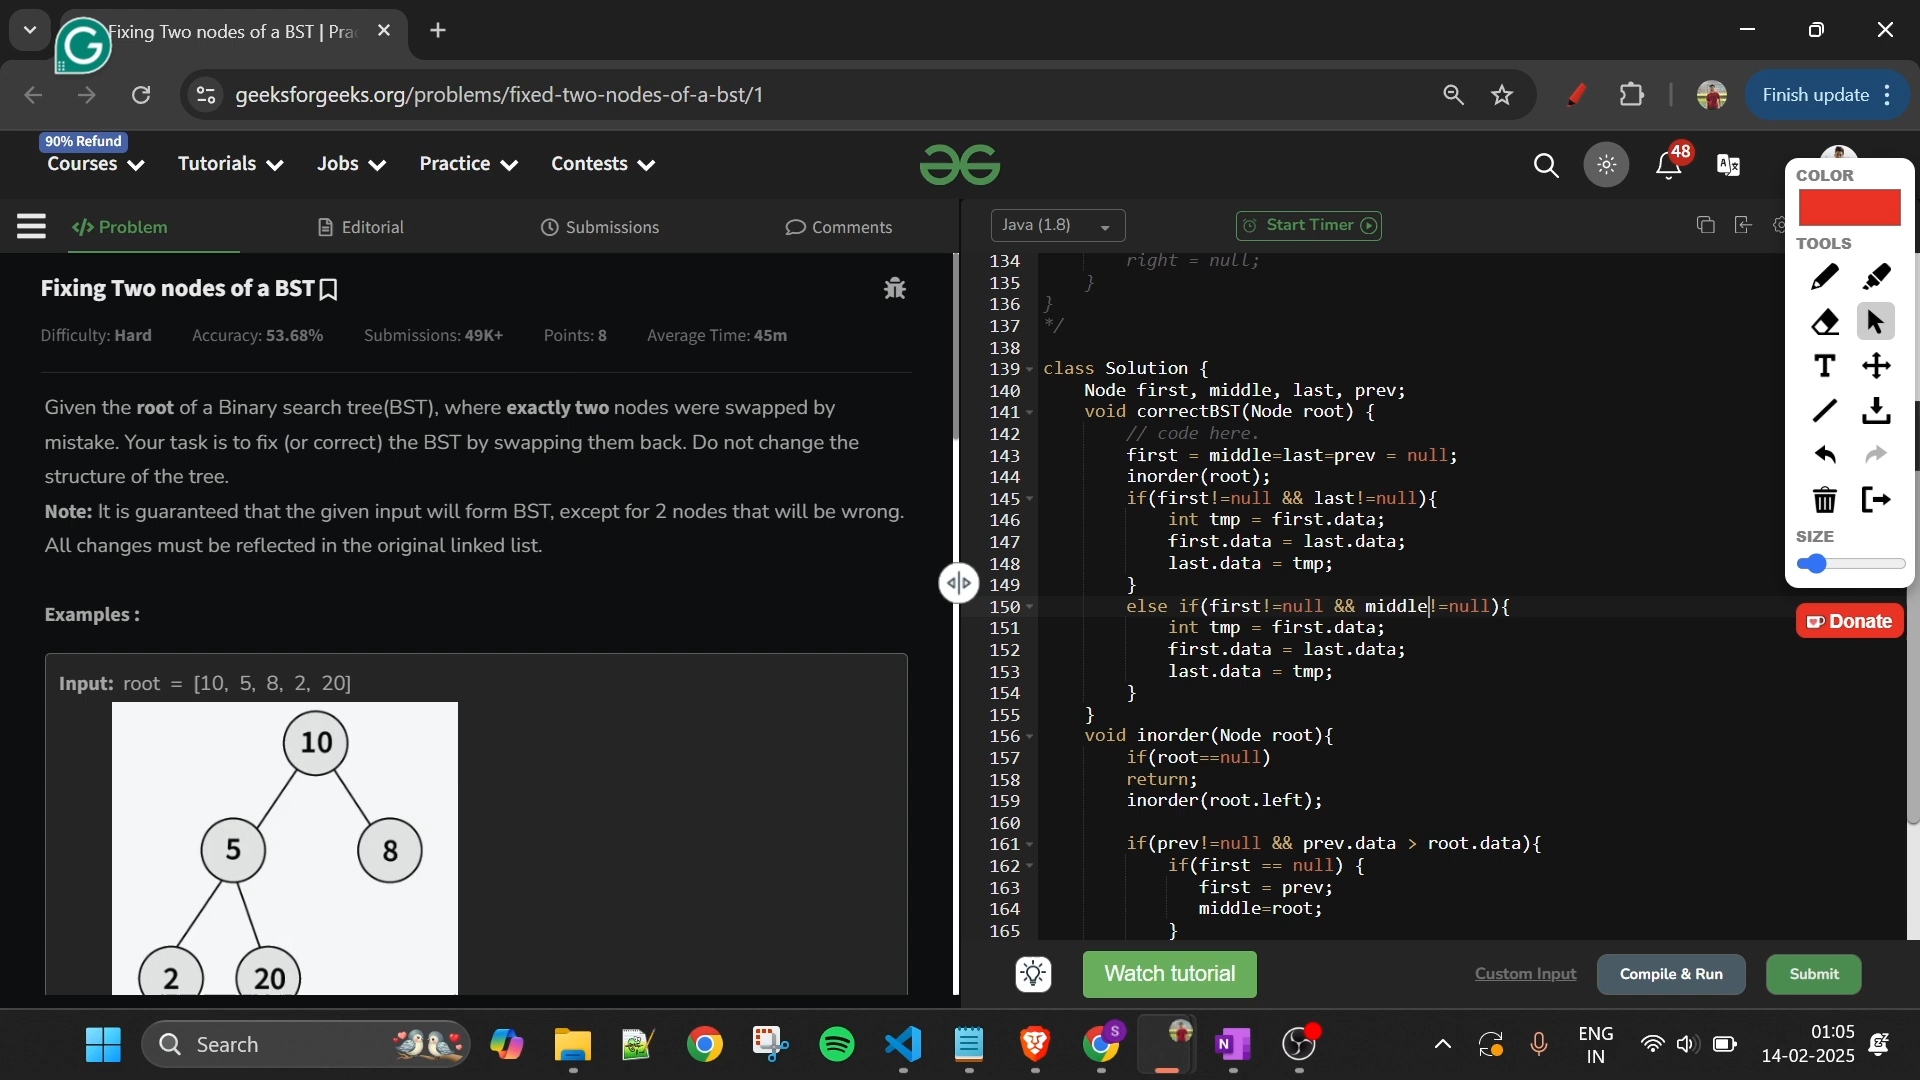 Fixing Two nodes of a BST | Pra
geeksforgeeks.org/problems/fixed-two-nodes-of-a-bst/1
Finish update
90% Refund
Courses
Tutorials
Jobs
Practice
Contests
48
Problem
Editorial
Submissions
Comments
Java (1.8)
Start Timer
Fixing Two nodes of a BST
Difficulty: Hard
Accuracy: 53.68%
Submissions: 49K+
Points: 8
Average Time: 45m
Given the root of a Binary search tree(BST), where exactly two nodes were swapped by
mistake. Your task is to fix (or correct) the BST by swapping them back. Do not change the
structure of the tree.
Note: It is guaranteed that the given input will form BST, except for 2 nodes that will be wrong.
All changes must be reflected in the original linked list.
Examples :
Input: root = [10, 5, 8, 2, 20]
10
5
8
2
20
134 right = null;
135 }
136 }
137 */
138
139 class Solution {
140 Node first, middle, last, prev;
141 void correctBST(Node root) {
142 // code here.
143 first = middle=last=prev = null;
144 inorder(root);
145 if(first!=null && last!=null){
146 int tmp = first.data;
147 first.data = last.data;
148 last.data = tmp;
149 }
150 else if(first!=null && middle!=null){
151 int tmp = first.data;
152 first.data = last.data;
153 last.data = tmp;
154 }
155 }
156 void inorder(Node root){
157 if(root==null)
158 return;
159 inorder(root.left);
160
161 if(prev!=null && prev.data > root.data){
162 if(first == null) {
163 first = prev;
164 middle=root;
165 }
Watch tutorial
Custom Input
Compile & Run
Submit
COLOR
TOOLS
T
SIZE
Donate
Search
S
N
ENG
IN
01:05
14-02-2025